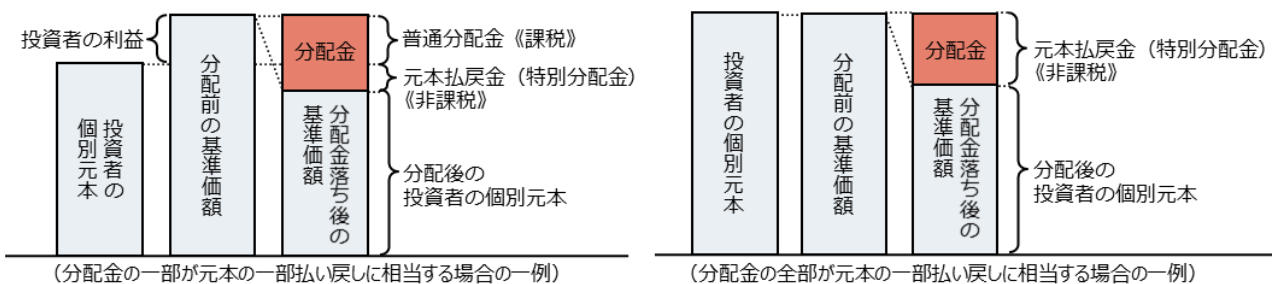 投資者の利益
投資者の
個別元本
分配前の基準価額
分配金
分配金落ち後の
基準価額
普通分配金《課税》
元本払戻金（特別分配金）
《非課税》
分配後の
投資者の個別元本
（分配金の一部が元本の一部払い戻しに相当する場合の一例）
投資者の個別元本
分配前の基準価額
分配金
分配金落ち後の
基準価額
元本払戻金（特別分配金）
《非課税》
分配後の
投資者の個別元本
（分配金の全部が元本の一部払い戻しに相当する場合の一例）